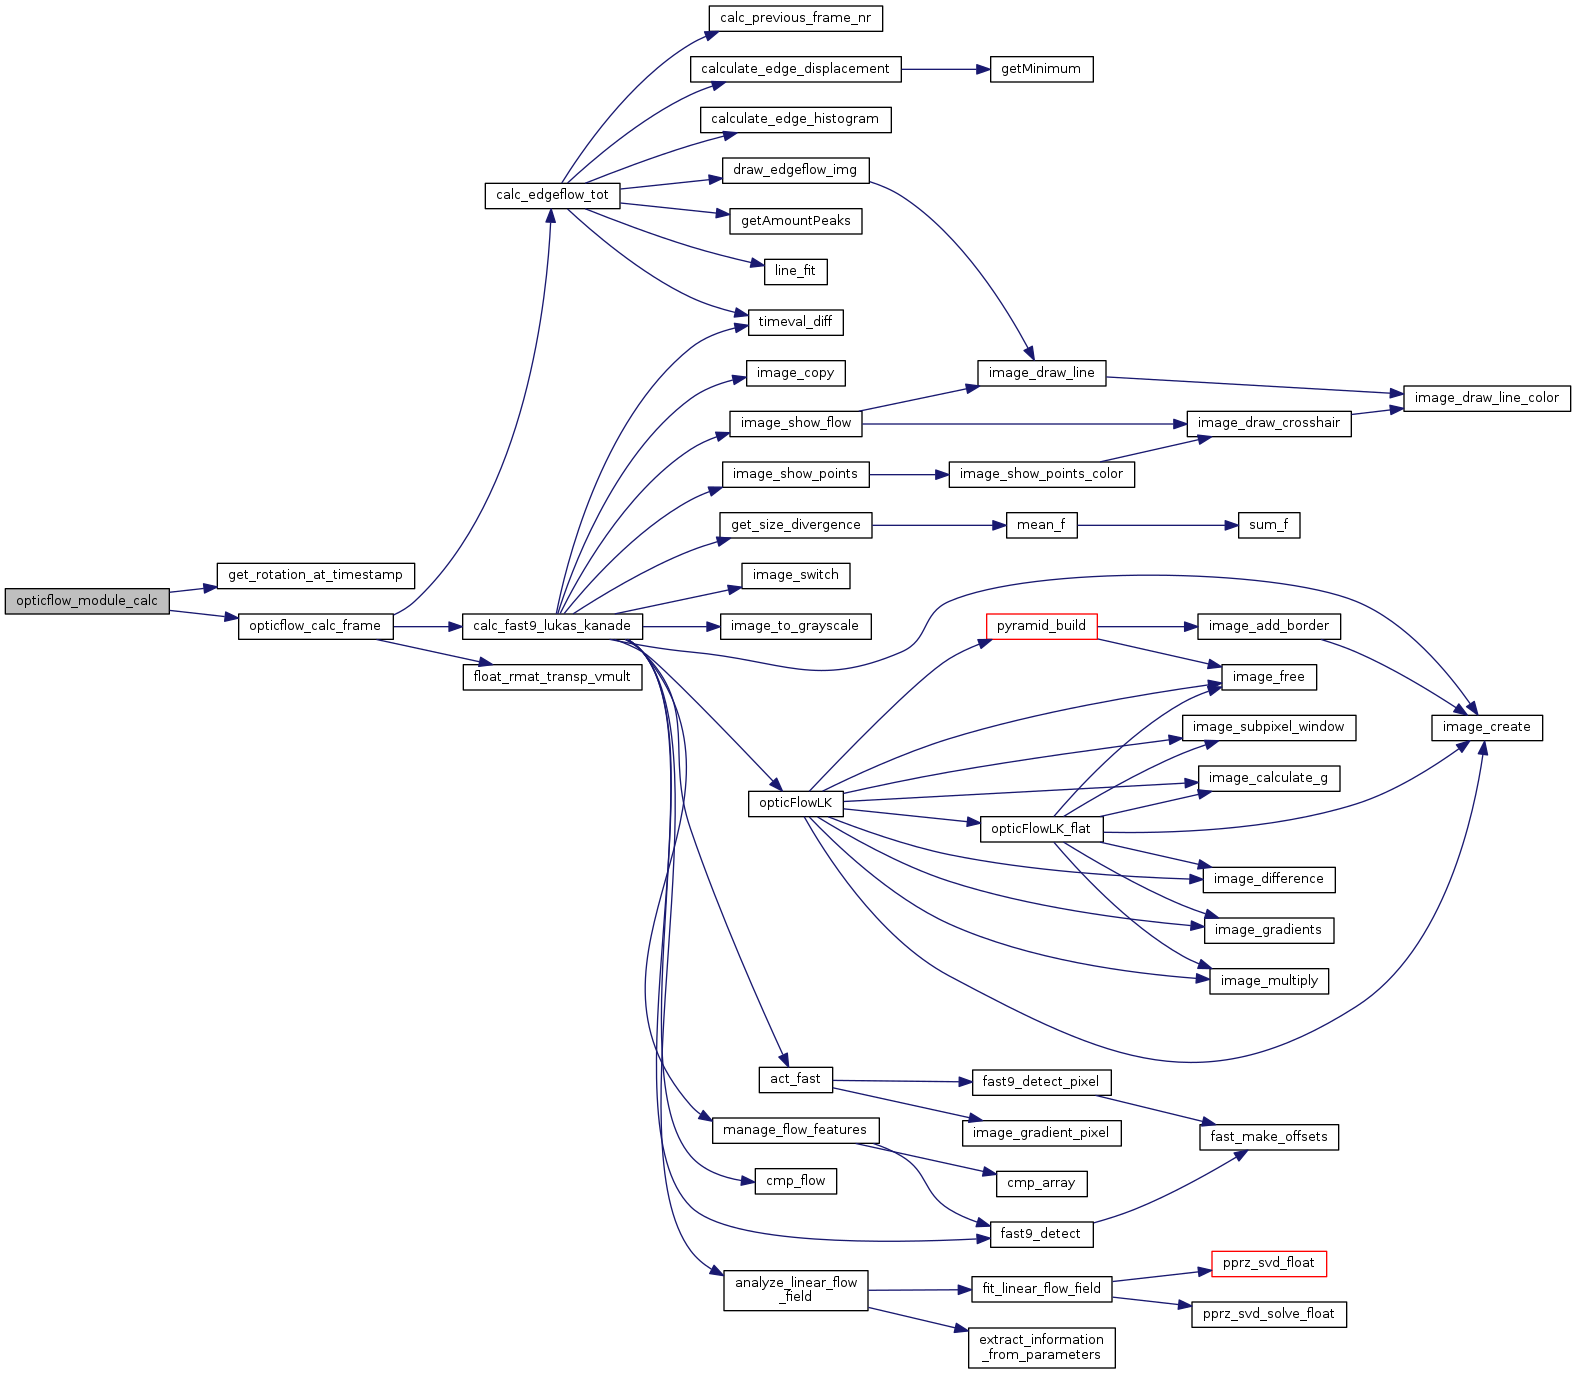 calc_previous_frame_nr
calculate_edge_displacement
getMinimum
calculate_edge_histogram
draw_edgeflow_img
calc_edgeflow_tot
getAmountPeaks
line_fit
timeval_diff
image_copy
image_draw_line
image_draw_line_color
image_show_flow
image_draw_crosshair
image_show_points
image_show_points_color
get_size_divergence
mean_f
sum_f
get_rotation_at_timestamp
image_switch
opticflow_module_calc
opticflow_calc_frame
calc_fast9_lukas_kanade
image_to_grayscale
pyramid_build
image_add_border
float_rmat_transp_vmult
image_free
image_subpixel_window
image_create
image_calculate_g
opticFlowLK
opticFlowLK_flat
image_difference
image_gradients
image_multiply
act_fast
fast9_detect_pixel
manage_flow_features
image_gradient_pixel
fast_make_offsets
cmp_flow
cmp_array
fast9_detect
pprz_svd_float
analyze_linear_flow
_field
fit_linear_flow_field
pprz_svd_solve_float
extract_information
_from_parameters